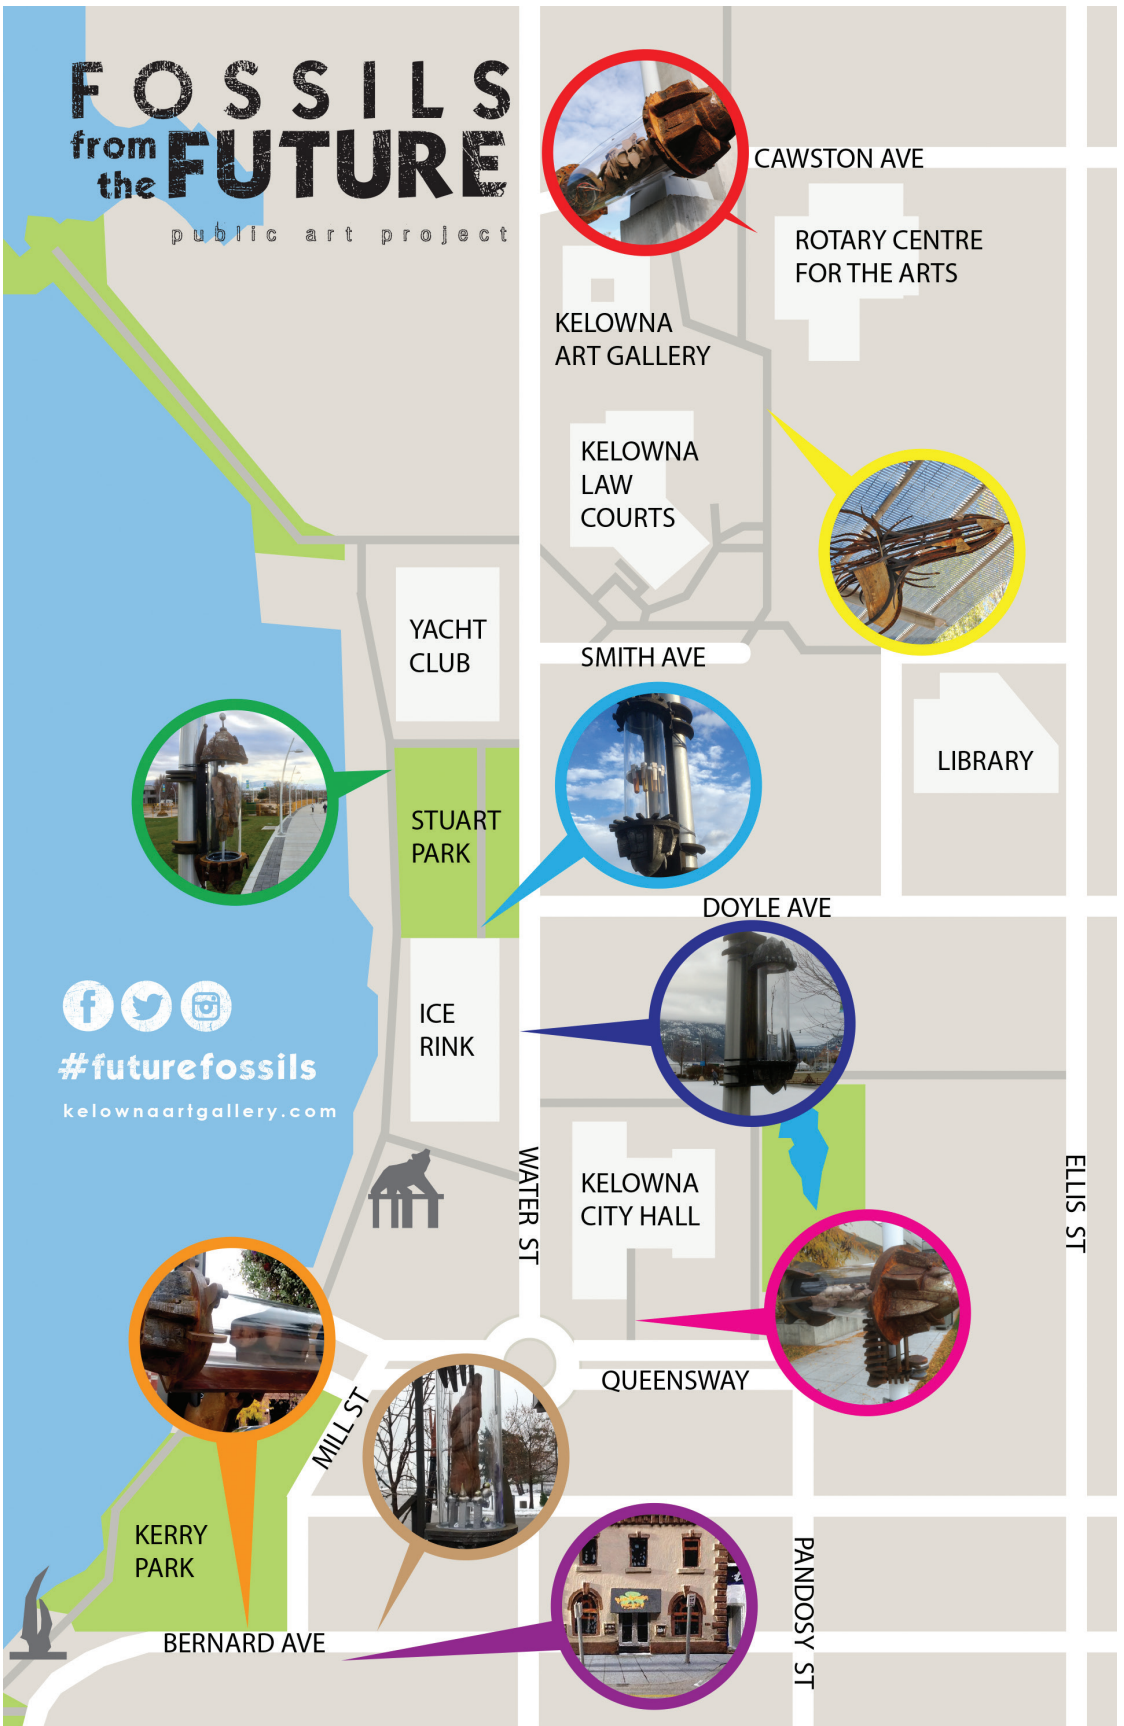 FOSSILS
from FUTURE
the
public art project
CAWSTON AVE
ROTARY CENTRE
FOR THE ARTS
KELOWNA
ART GALLERY
KELOWNA
LAW
COURTS
YACHT
CLUB
SMITH AVE
LIBRARY
STUART
PARK
DOYLE AVE
ICE
RINK
#futurefossils
kelownaartgallery.com
WATER ST
KELOWNA
CITY HALL
ELLIS ST
QUEENSWAY
MILL ST
KERRY
PARK
PANDOSY ST
BERNARD AVE